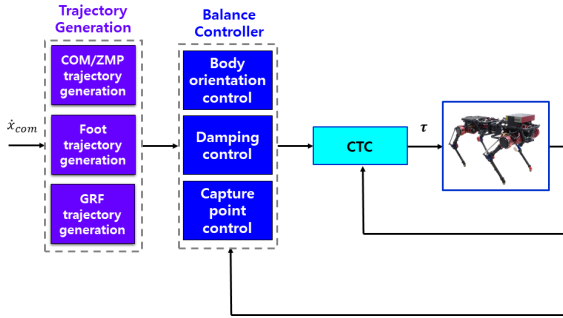 Trajectory
Generation
Balance
Controller
COM/ZMP
trajectory
generation
Foot
trajectory
generation
GRF
trajectory
generation
Body
orientation
control
Damping
control
Capture
point
control
ẋ_com
CTC
τ